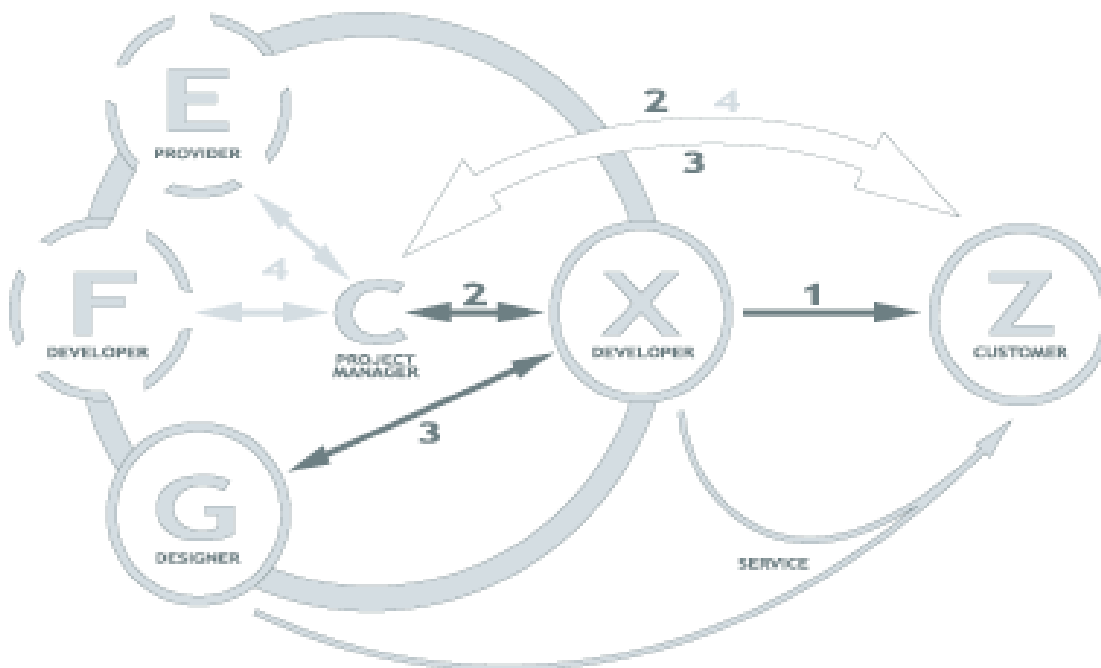 E
PROVIDER
2 4
3
F
DEVELOPER
4
C
PROJECT
MANAGER
2
X
DEVELOPER
1
Z
CUSTOMER
3
G
DESIGNER
SERVICE